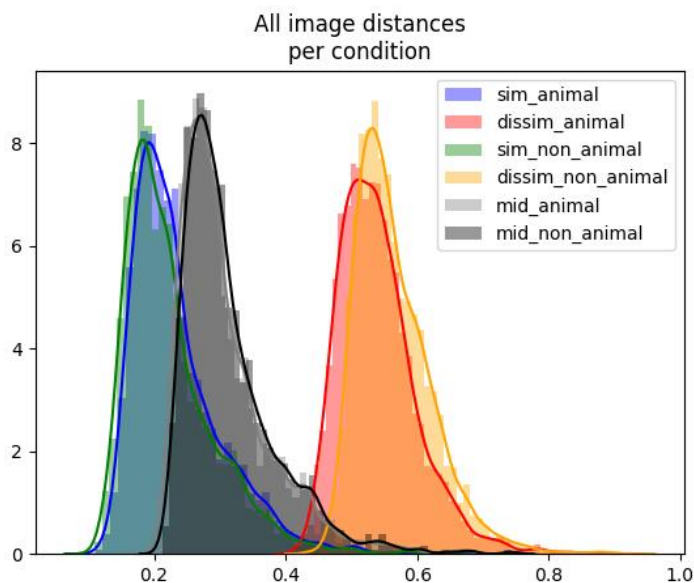 All image distances
per condition
sim_animal
dissim_animal
sim_non_animal
dissim_non_animal
mid_animal
mid_non_animal
8
6
4
2
0
0.2 0.4 0.6 0.8 1.0